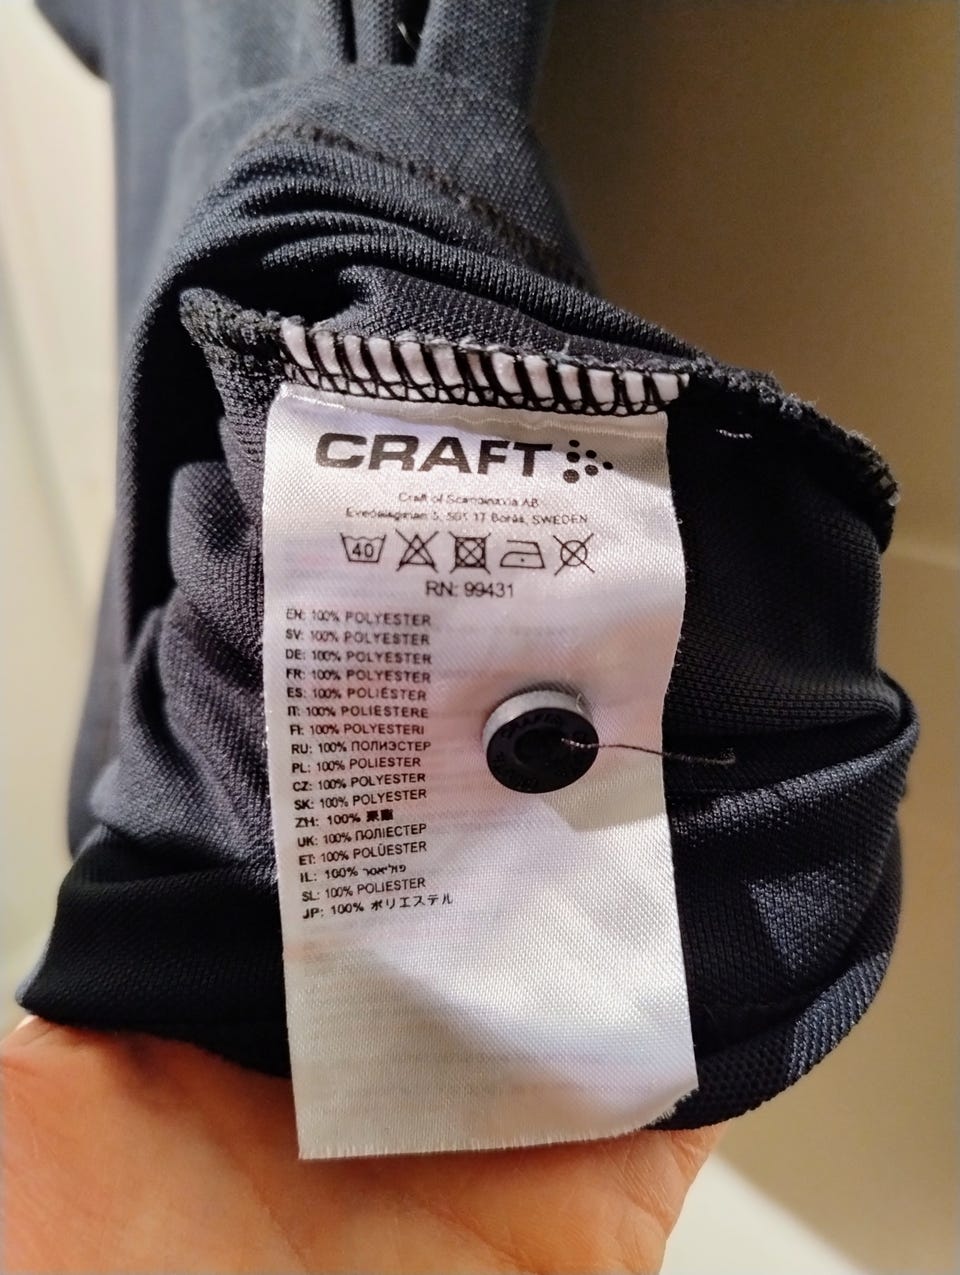 CRAFT
Craft of Scandinavia AB
5, 501 17 Borås, SWEDEN
40
RN: 99431
EN: 100% POLYESTER
SV: 100% POLYESTER
DE: 100% POLYESTER
FR: 100% POLYESTER
ES: 100% POLIÉSTER
IT: 100% POLIESTERE
FI: 100% POLYESTERI
RU: 100% ПОЛИЭСТЕР
PL: 100% POLIESTER
CZ: 100% POLYESTER
SK: 100% POLYESTER
ZH: 100%
UK: 100% ПОЛІЕСТЕР
ET: 100% POLÜESTER
IL: 100% פוליאסר
SL: 100% POLIESTER
JP: 100% ポリエステル